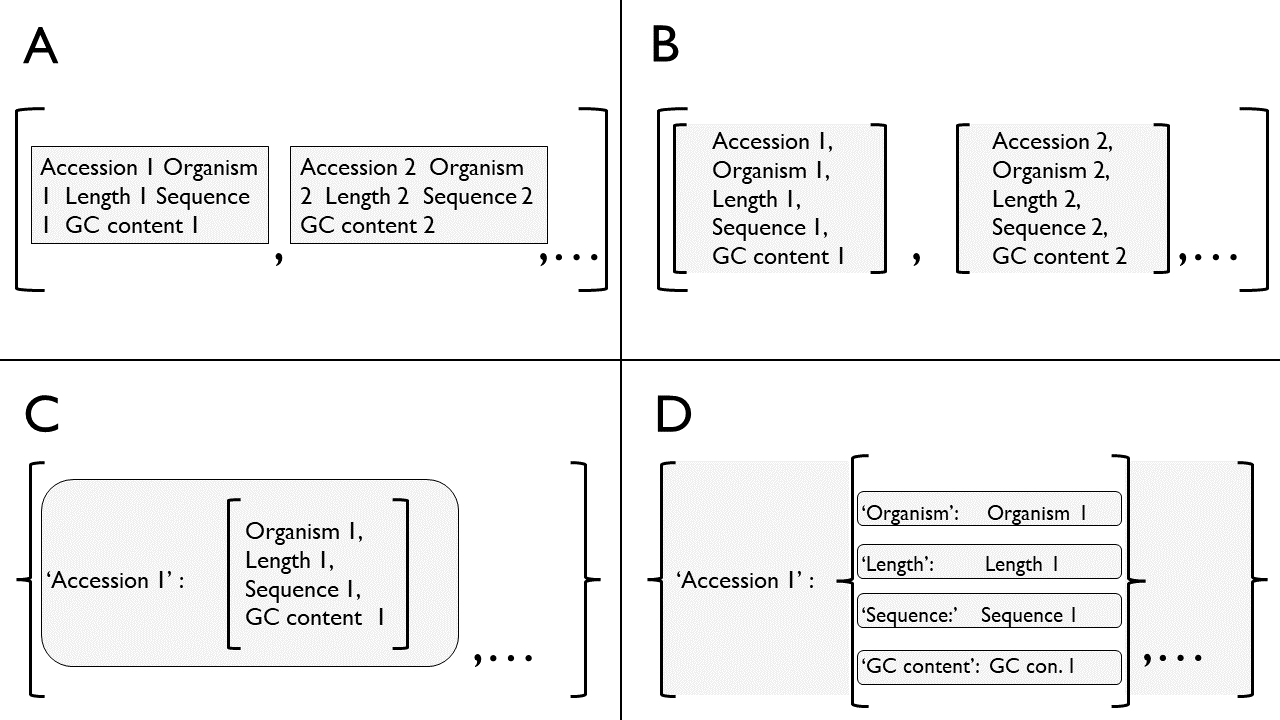 A
Accession 1 Organism
1 Length 1 Sequence
1 GC content 1
,
Accession 2 Organism
2 Length 2 Sequence 2
GC content 2
,...
B
Accession 1,
Organism 1,
Length 1,
Sequence 1,
GC content 1
,
Accession 2,
Organism 2,
Length 2,
Sequence 2,
GC content 2
,...
C
‘Accession 1’ :
Organism 1,
Length 1,
Sequence 1,
GC content 1
,...
D
‘Accession 1’ :
‘Organism’: Organism 1
‘Length’: Length 1
‘Sequence:’ Sequence 1
‘GC content’: GC con. 1
,...